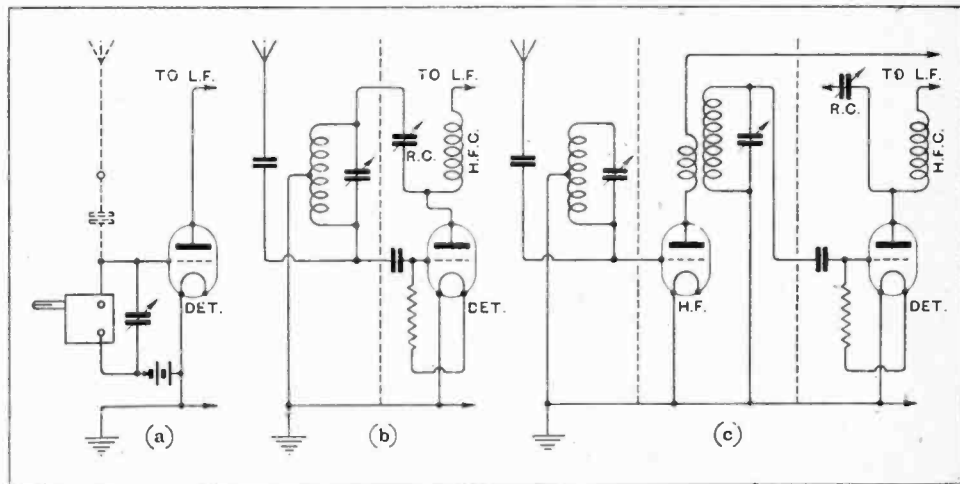 TO L.F.
DET.
(a)
TO L.F.
R.C.
H.F.C.
DET.
(b)
H.F.
TO L.F.
R.C.
H.F.C.
DET.
(c)